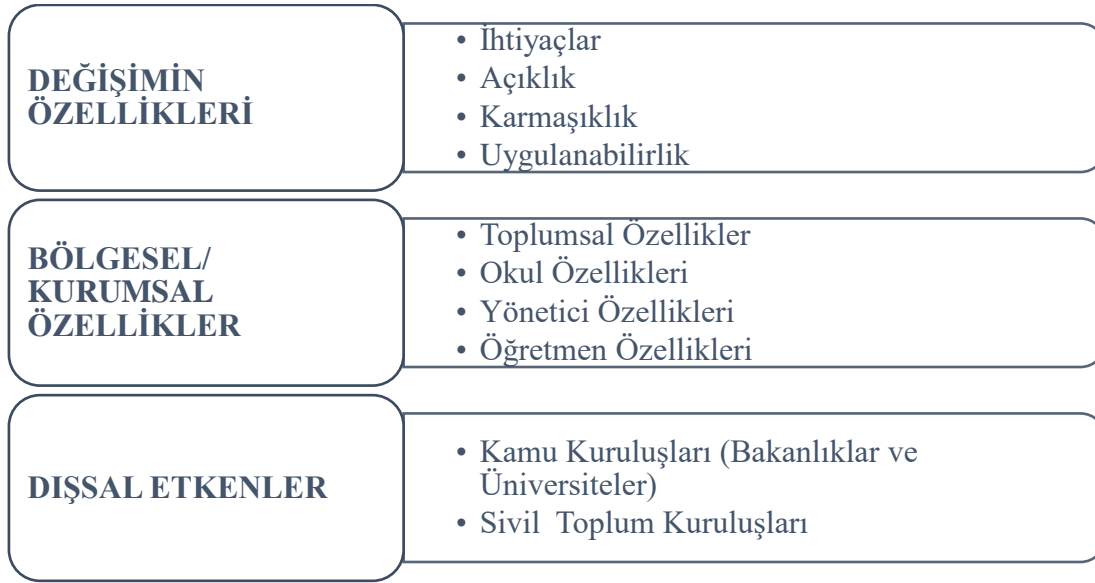 DEĞİŞİMİN
ÖZELLİKLERİ
• İhtiyaçlar
• Açıklık
• Karmaşıklık
• Uygulanabilirlik
BÖLGESEL/
KURUMSAL
ÖZELLİKLER
• Toplumsal Özellikler
• Okul Özellikleri
• Yönetici Özellikleri
• Öğretmen Özellikleri
DIŞSAL ETKENLER
• Kamu Kuruluşları (Bakanlıklar ve
Üniversiteler)
• Sivil Toplum Kuruluşları